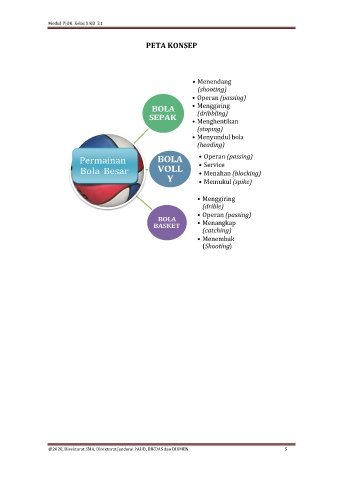 Modul PJOK Kelas X KD 3.1
PETA KONSEP
Permainan
Bola Besar
BOLA
SEPAK
• Menendang
(shooting)
• Operan (passing)
• Menggiring
(dribbling)
• Menghentikan
(stoping)
• Menyundul bola
(heading)
BOLA
VOLL
Y
• Operan (passing)
• Service
• Menahan (blocking)
• Memukul (spike)
BOLA
BASKET
• Menggiring
(drible)
• Operan (passing)
• Menangkap
(catching)
• Menembak
(Shooting)
@2020, Direktorat SMA, Direktorat Jenderal PAUD, DIKDAS dan DIKMEN
5